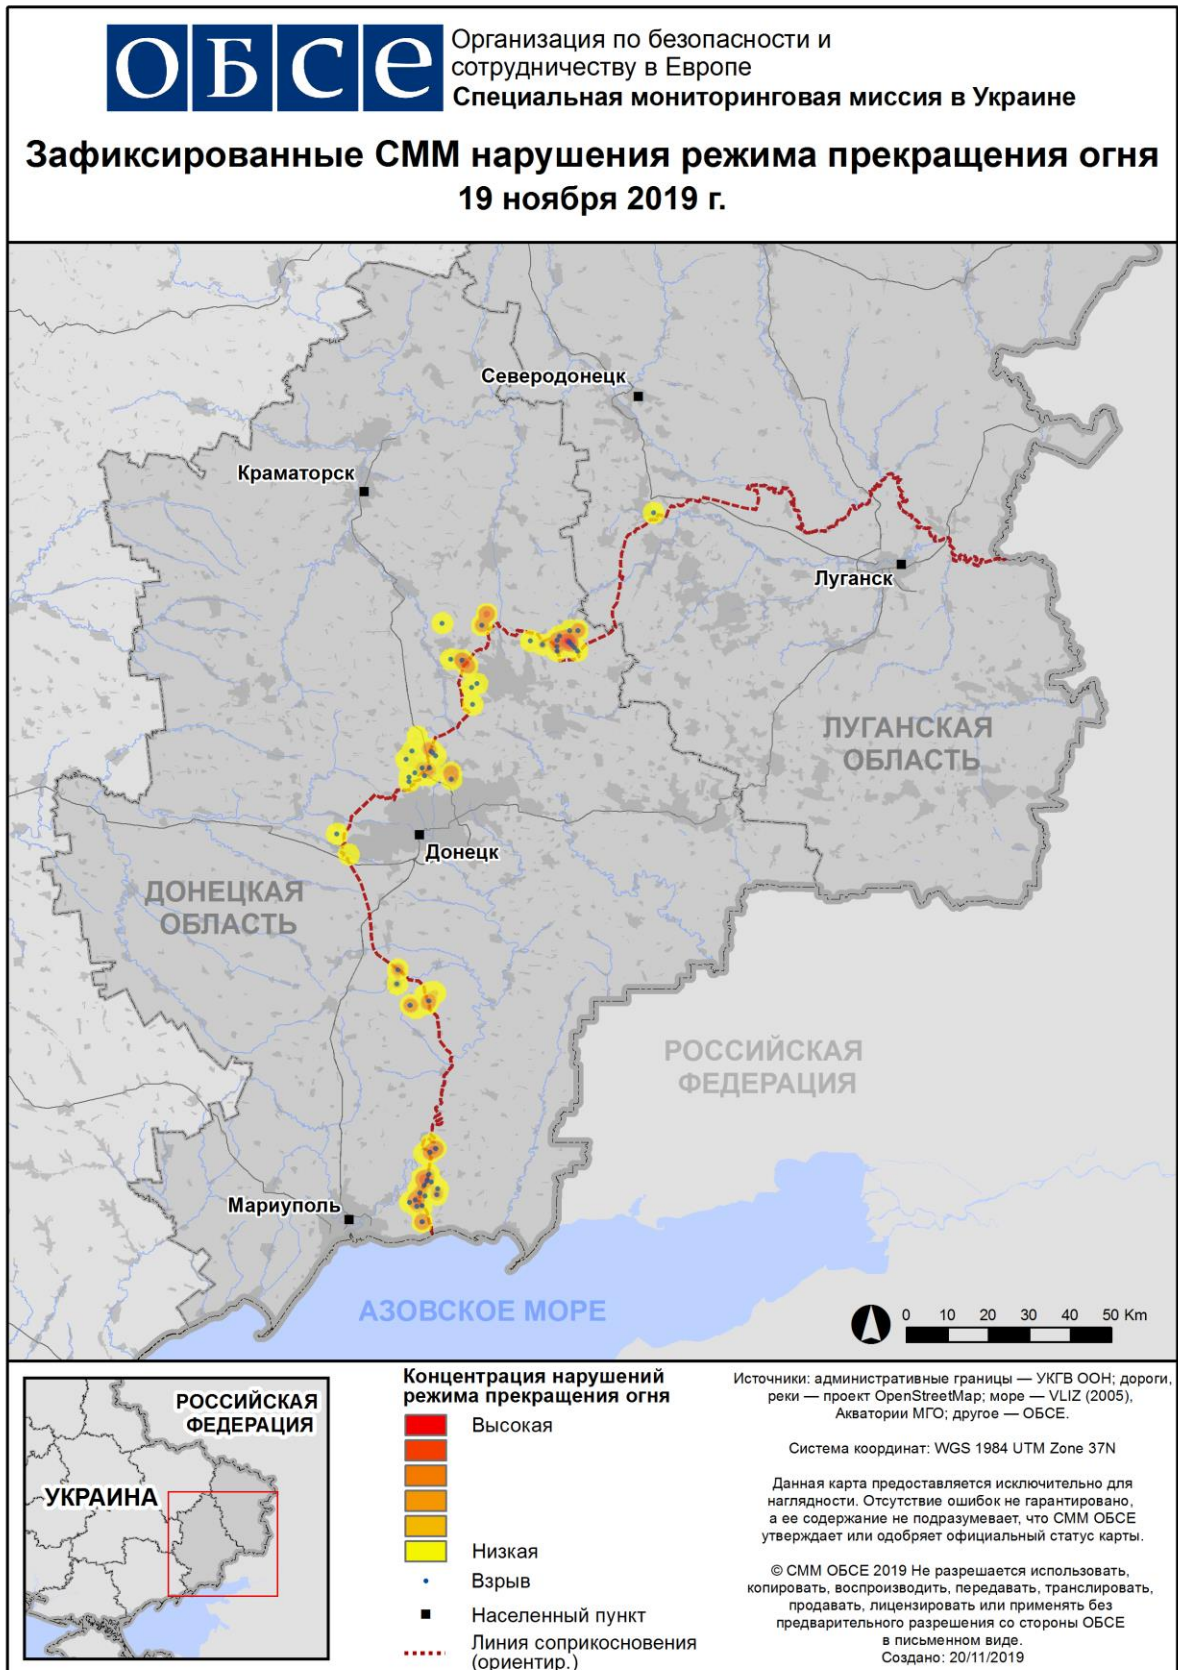 ОБСЕ
Организация по безопасности и
сотрудничеству в Европе
Специальная мониторинговая миссия в Украине
Зафиксированные СММ нарушения режима прекращения огня
19 ноября 2019 г.
Северодонецк
Краматорск
Луганск
ЛУГАНСКАЯ
ОБЛАСТЬ
Донецк
ДОНЕЦКАЯ
ОБЛАСТЬ
РОССИЙСКАЯ
ФЕДЕРАЦИЯ
Мариуполь
АЗОВСКОЕ МОРЕ
0 10 20 30 40 50 Km
РОССИЙСКАЯ
ФЕДЕРАЦИЯ
УКРАИНА
Концентрация нарушений
режима прекращения огня
Высокая
Низкая
Взрыв
Населенный пункт
Линия соприкосновения
(ориентир.)
Источники: административные границы — УКГВ ООН; дороги,
реки — проект OpenStreetMap; море — VLIZ (2005),
Акватории МГО; другое — ОБСЕ.
Система координат: WGS 1984 UTM Zone 37N
Данная карта предоставляется исключительно для
наглядности. Отсутствие ошибок не гарантировано,
а ее содержание не подразумевает, что СММ ОБСЕ
утверждает или одобряет официальный статус карты.
© СММ ОБСЕ 2019 Не разрешается использовать,
копировать, воспроизводить, передавать, транслировать,
продавать, лицензировать или применять без
предварительного разрешения со стороны ОБСЕ
в письменном виде.
Создано: 20/11/2019